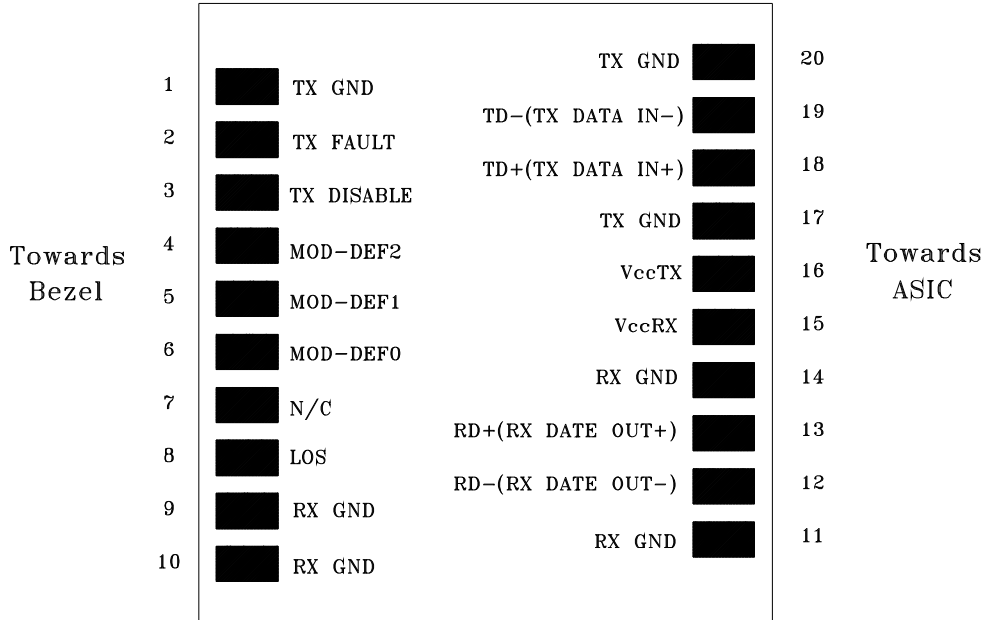 Towards
Bezel
1 TX GND
2 TX FAULT
3 TX DISABLE
4 MOD-DEF2
5 MOD-DEF1
6 MOD-DEF0
7 N/C
8 LOS
9 RX GND
10 RX GND
TX GND 20
TD-(TX DATA IN-) 19
TD+(TX DATA IN+) 18
TX GND 17
VccTX 16
VccRX 15
RX GND 14
RD+(RX DATE OUT+) 13
RD-(RX DATE OUT-) 12
RX GND 11
Towards
ASIC